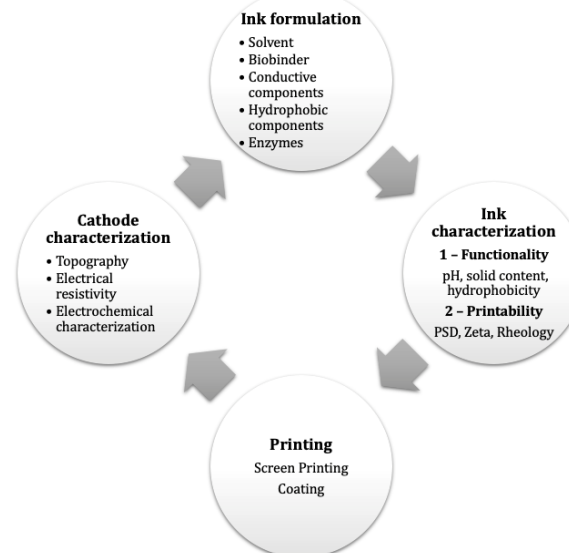 Ink formulation
• Solvent
• Biobinder
• Conductive
components
• Hydrophobic
components
• Enzymes
Ink
characterization
1 – Functionality
pH, solid content,
hydrophobicity
2 – Printability
PSD, Zeta, Rheology
Printing
Screen Printing
Coating
Cathode
characterization
• Topography
• Electrical
resistivity
• Electrochemical
characterization